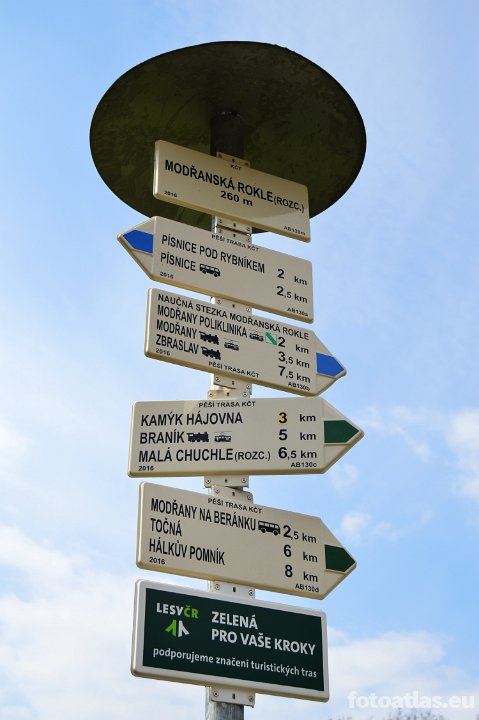 KČT
MODŘANSKÁ ROKLE (ROZC.)
260 m
2016 AB130m
PĚŠÍ TRASA KČT
PÍSNICE POD RYBNÍKEM 2 km
PÍSNICE 2,5 km
2016 AB130a
NAUČNÁ STEZKA MODŘANSKÁ ROKLE
MODŘANY POLIKLINIKA 2 km
MODŘANY 3,5 km
ZBRASLAV 7,5 km
2016 AB130b
PĚŠÍ TRASA KČT
KAMÝK HÁJOVNA 3 km
BRANÍK 5 km
MALÁ CHUCHLE (ROZC.) 6,5 km
2016 AB130c
PĚŠÍ TRASA KČT
MODŘANY NA BERÁNKU 2,5 km
TOČNÁ 6 km
HÁLKŮV POMNÍK 8 km
2016 AB130d
LESY ČR
ZELENÁ
PRO VAŠE KROKY
podporujeme značení turistických tras
fotoatlas.eu